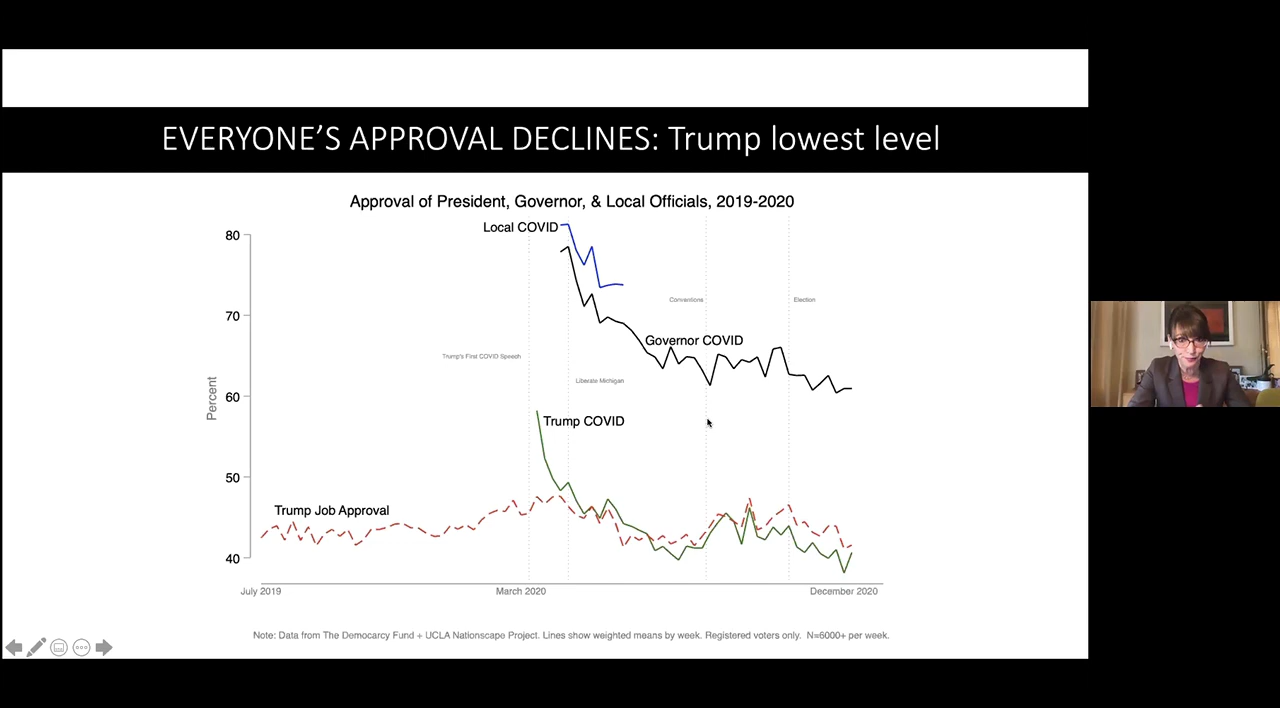 EVERYONE'S APPROVAL DECLINES: Trump lowest level
Approval of President, Governor, & Local Officials, 2019-2020
Local COVID
80
Conventions
Election
70
Governor COVID
Trump's First COVID Speech
Liberate Michigan
Percent
60
Trump COVID
50
Trump Job Approval
40
July 2019
March 2020
December 2020
Note: Data from The Democarcy Fund + UCLA Nationscape Project. Lines show weighted means by week. Registered voters only. N=6000+ per week.